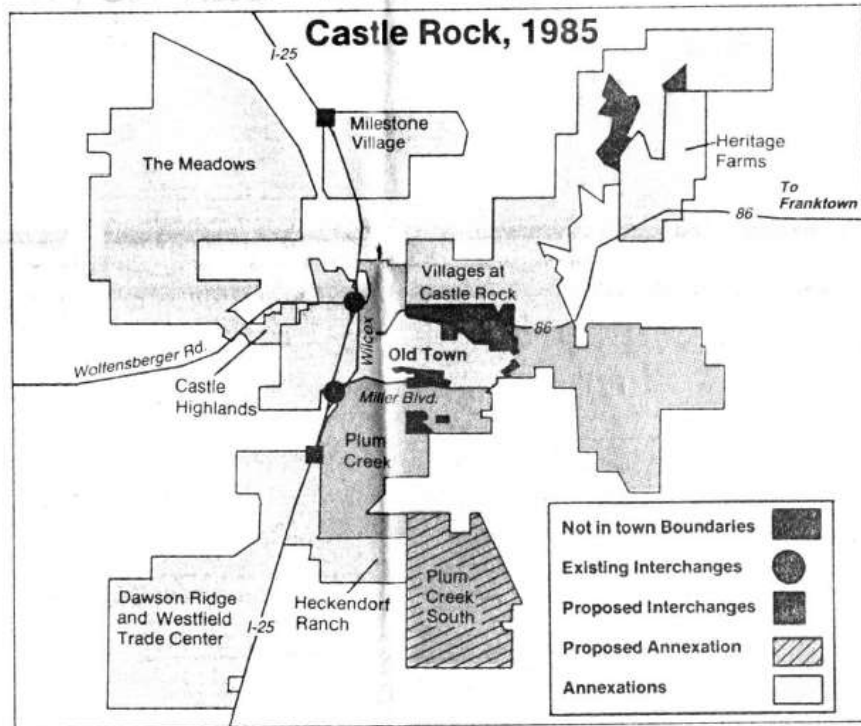 Castle Rock, 1985
I-25
Milestone
Village
The Meadows
Heritage
Farms
To
Franktown
86
Villages at
Castle Rock
86
Wilcox
Old Town
Wolfensberger Rd.
Castle
Highlands
Miller Blvd.
Plum
Creek
Not in town Boundaries
Existing Interchanges
Plum
Creek
South
Proposed Interchanges
Dawson Ridge
and Westfield
Trade Center
Heckendorf
Ranch
I-25
Proposed Annexation
Annexations